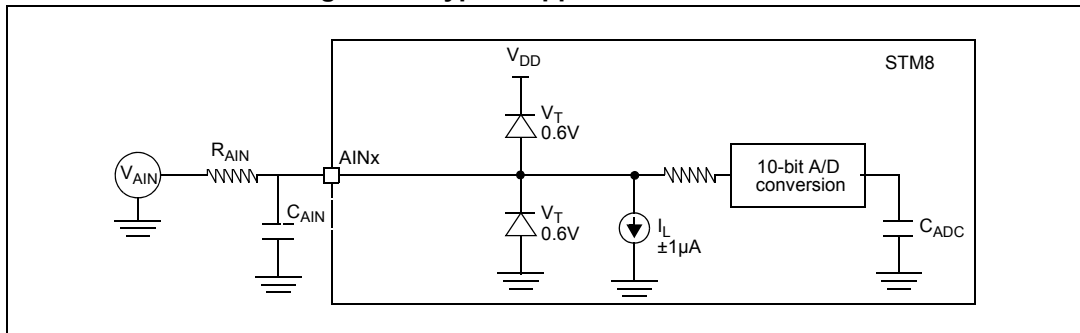 V_DD
STM8
V_T
0.6V
R_AIN
AINx
V_AIN
10-bit A/D
conversion
C_AIN
V_T
0.6V
I_L
±1µA
C_ADC